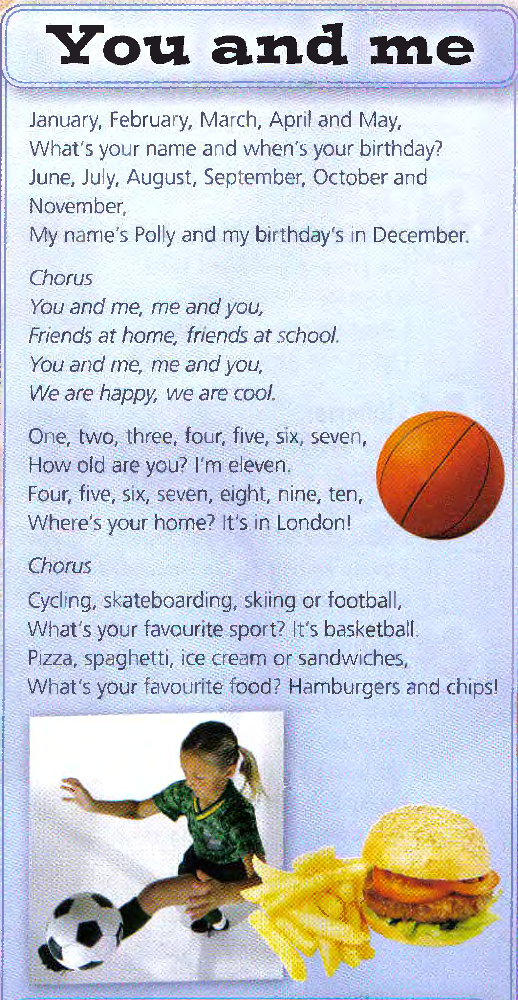 You and me
January, February, March, April and May,
What's your name and when's your birthday?
June, July, August, September, October and
November,
My name's Polly and my birthday's in December.
Chorus
You and me, me and you,
Friends at home, friends at school.
You and me, me and you,
We are happy, we are cool.
One, two, three, four, five, six, seven,
How old are you? I'm eleven.
Four, five, six, seven, eight, nine, ten,
Where's your home? It's in London!
Chorus
Cycling, skateboarding, skiing or football,
What's your favourite sport? It's basketball.
Pizza, spaghetti, ice cream or sandwiches,
What's your favourite food? Hamburgers and chips!